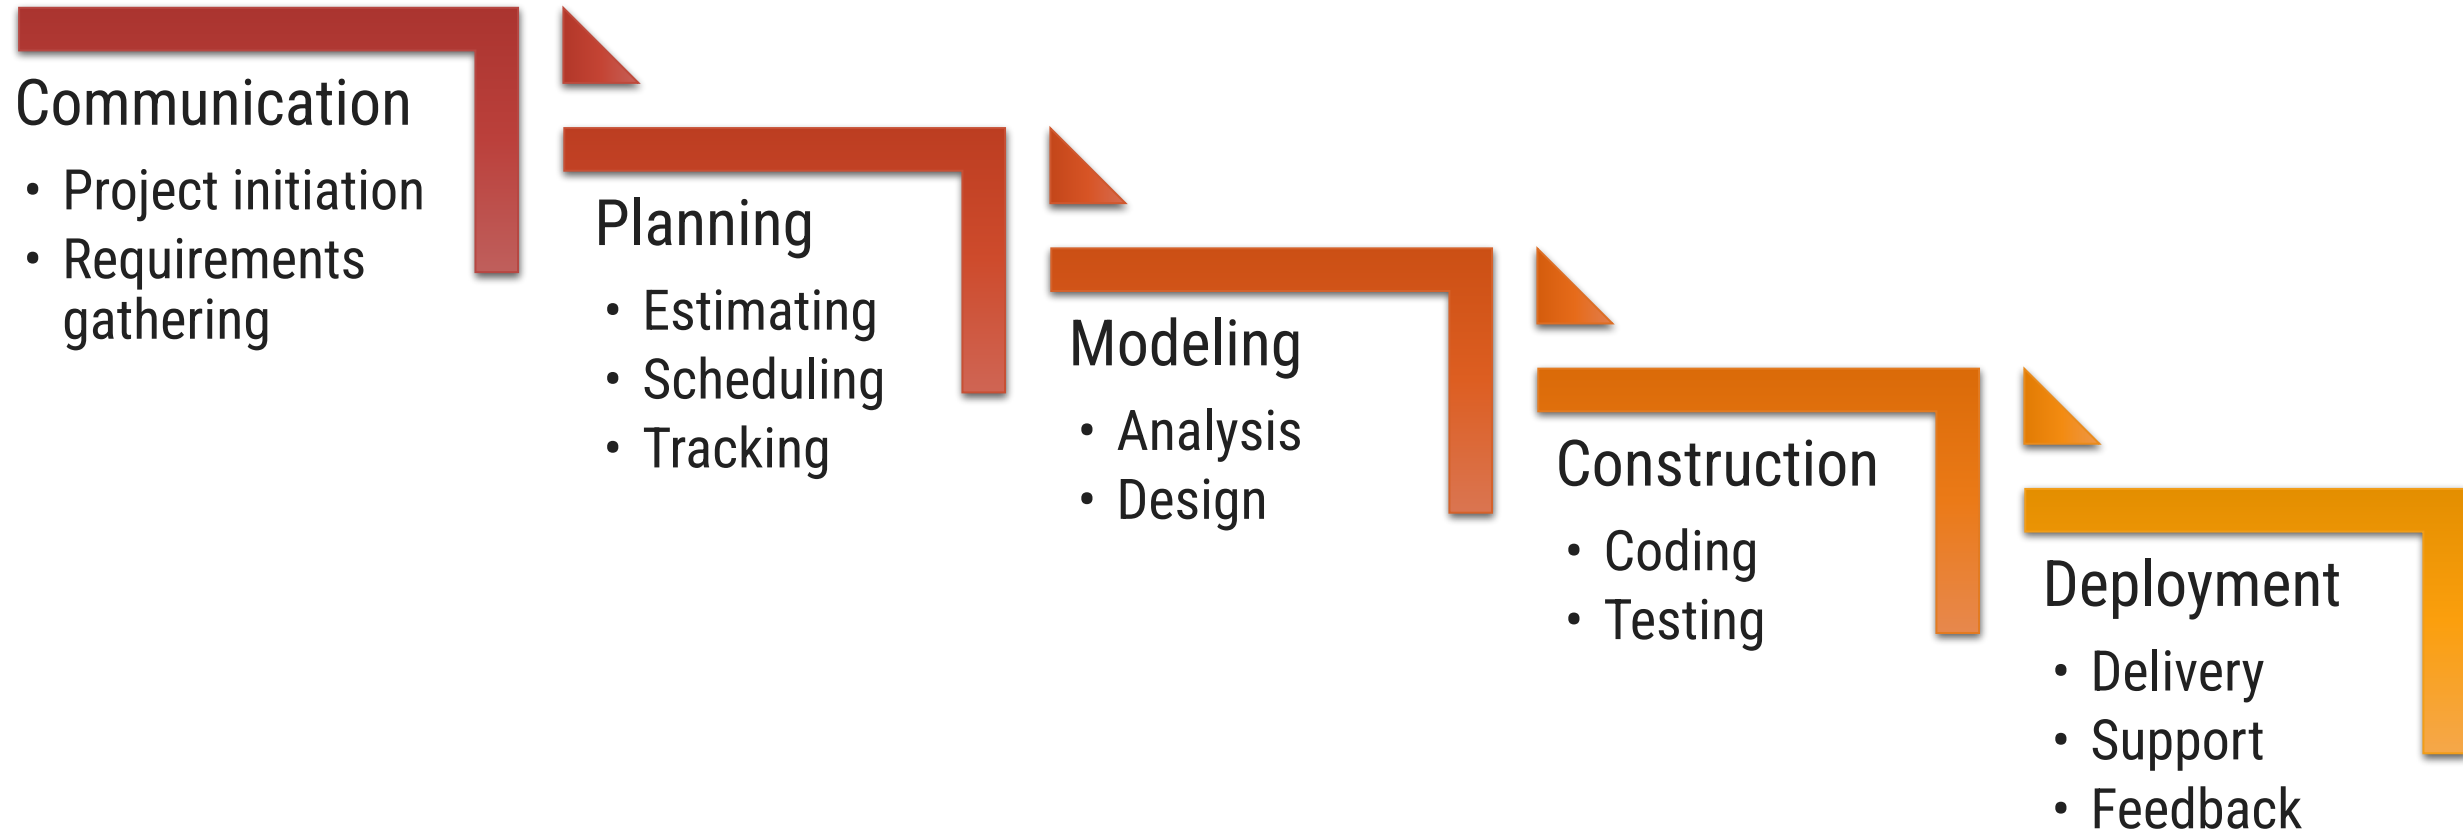 Communication
• Project initiation
• Requirements
gathering
Planning
• Estimating
• Scheduling
• Tracking
Modeling
• Analysis
• Design
Construction
• Coding
• Testing
Deployment
• Delivery
• Support
• Feedback